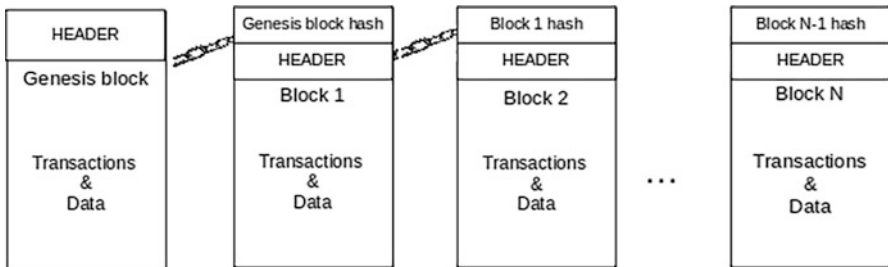 HEADER
Genesis block
Transactions
&
Data
Genesis block hash
HEADER
Block 1
Transactions
&
Data
Block 1 hash
HEADER
Block 2
Transactions
&
Data
...
Block N-1 hash
HEADER
Block N
Transactions
&
Data